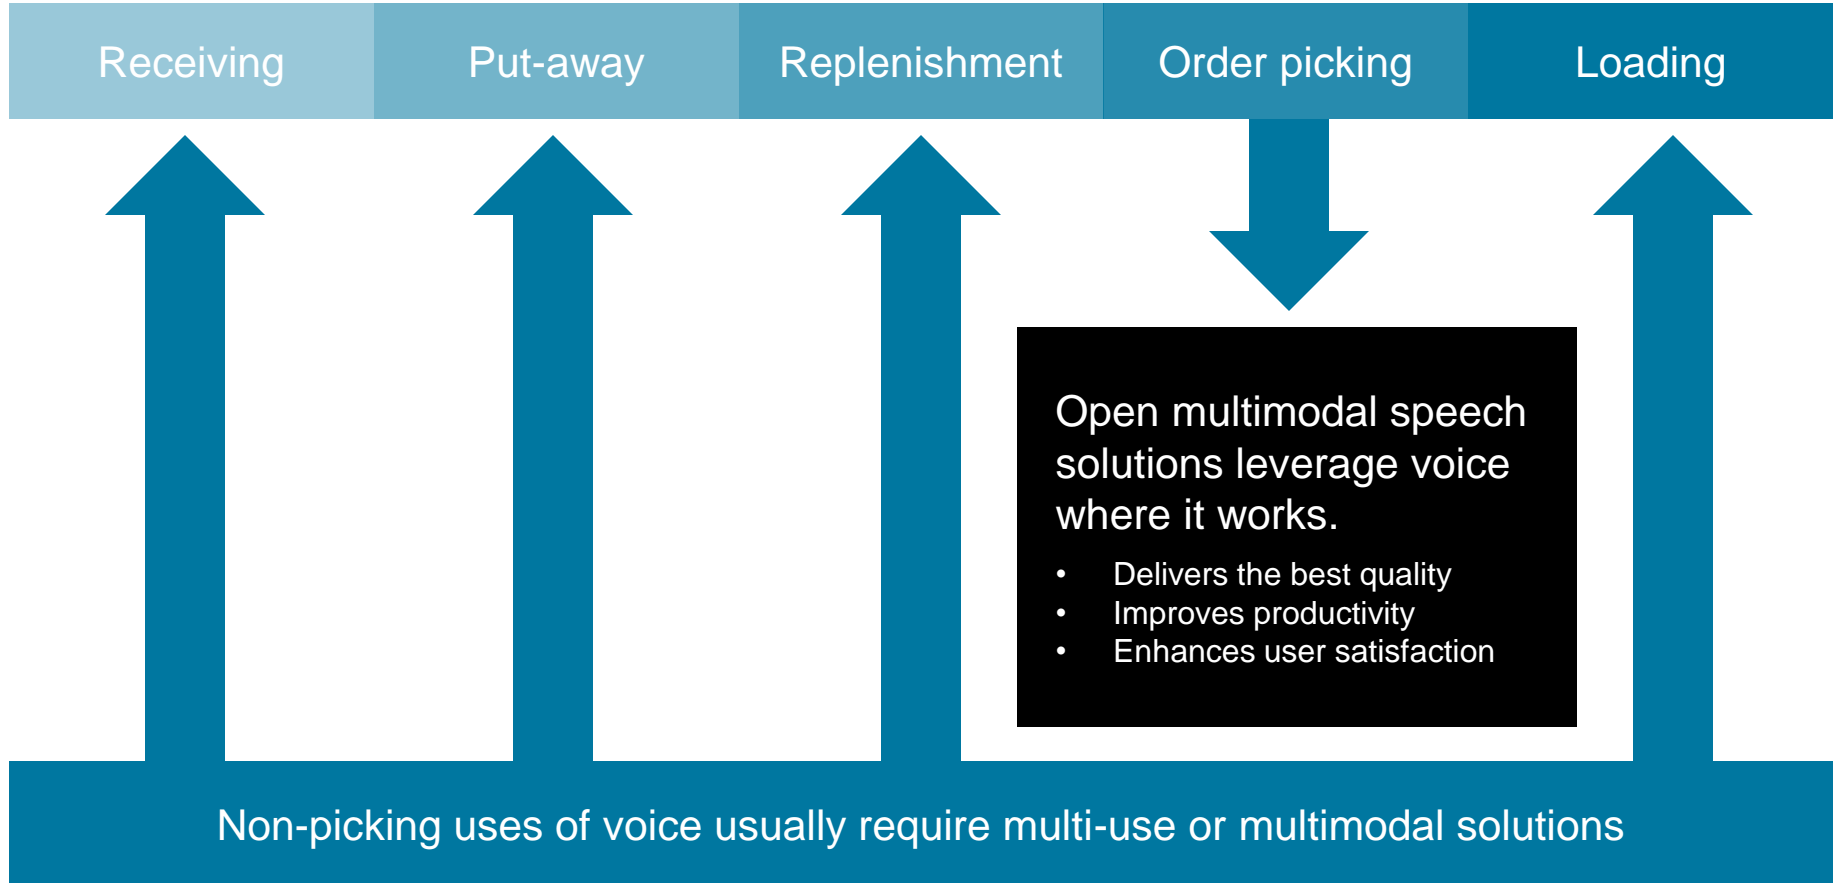 Receiving
Put-away
Replenishment
Order picking
Loading
Open multimodal speech
solutions leverage voice
where it works.
• Delivers the best quality
• Improves productivity
• Enhances user satisfaction
Non-picking uses of voice usually require multi-use or multimodal solutions